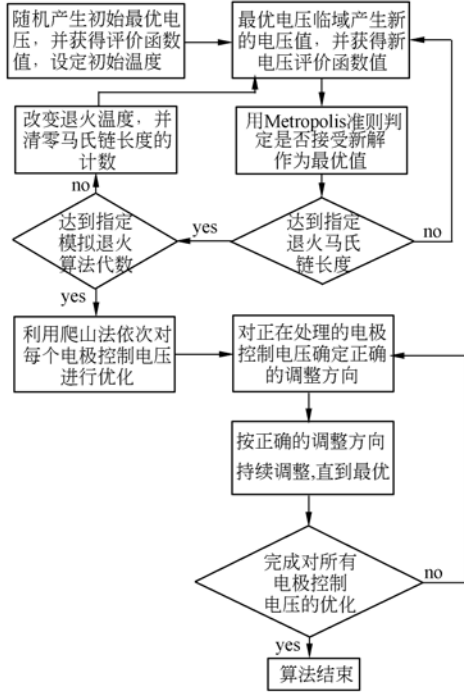 随机产生初始最优电
压，并获得评价函数
值，设定初始温度
最优电压临域产生新
的电压值，并获得新
电压评价函数值
改变退火温度，并
清零马氏链长度的
计数
用Metropolis准则判
定是否接受新解
作为最优值
no
达到指定
模拟退火
算法代数
yes
达到指定
退火马氏
链长度
no
yes
利用爬山法依次对
每个电极控制电压
进行优化
对正在处理的电极
控制电压确定正确
的调整方向
按正确的调整方向
持续调整,直到最优
完成对所有
电极控制
电压的优化
no
yes
算法结束